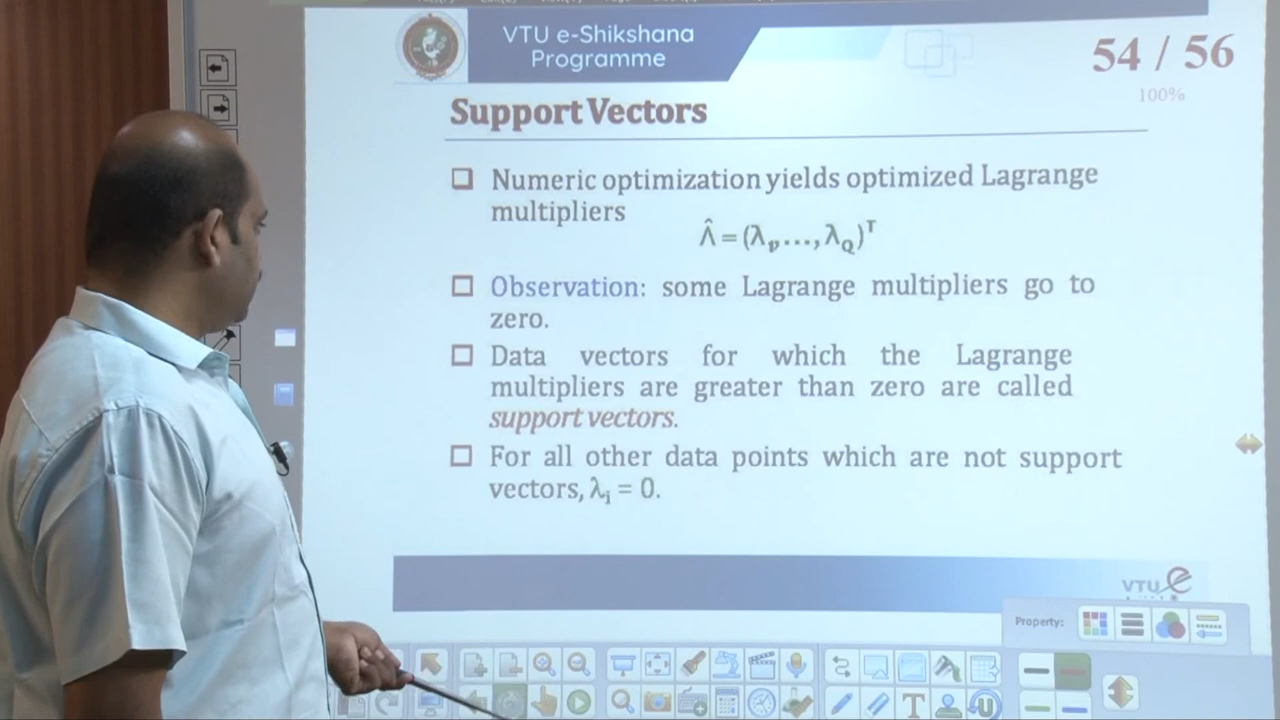 VTU e-Shikshana
Programme
54 / 56
100%
Support Vectors
Numeric optimization yields optimized Lagrange
multipliers
Λ̂ = (λₚ…, λ_Q)ᵀ
Observation: some Lagrange multipliers go to
zero.
Data vectors for which the Lagrange
multipliers are greater than zero are called
support vectors.
For all other data points which are not support
vectors, λᵢ = 0.
VTU e
Property: